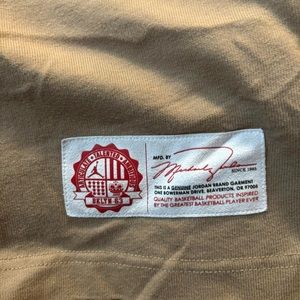 MFD. BY
SINCE 1985
THIS IS A GENUINE JORDAN BRAND GARMENT
ONE BOWERMAN DRIVE, BEAVERTON, OR 97005
QUALITY BASKETBALL PRODUCTS INSPIRED
BY THE GREATEST BASKETBALL PLAYER EVER
TALENTED